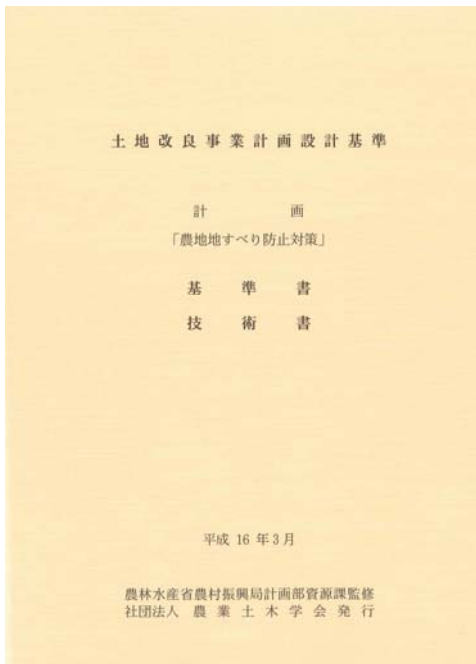 土地改良事業計画設計基準
計画
「農地地すべり防止対策」
基準書
技術書
平成 16 年3月
農林水産省農村振興局計画部資源課監修
社団法人 農業土木学会発行